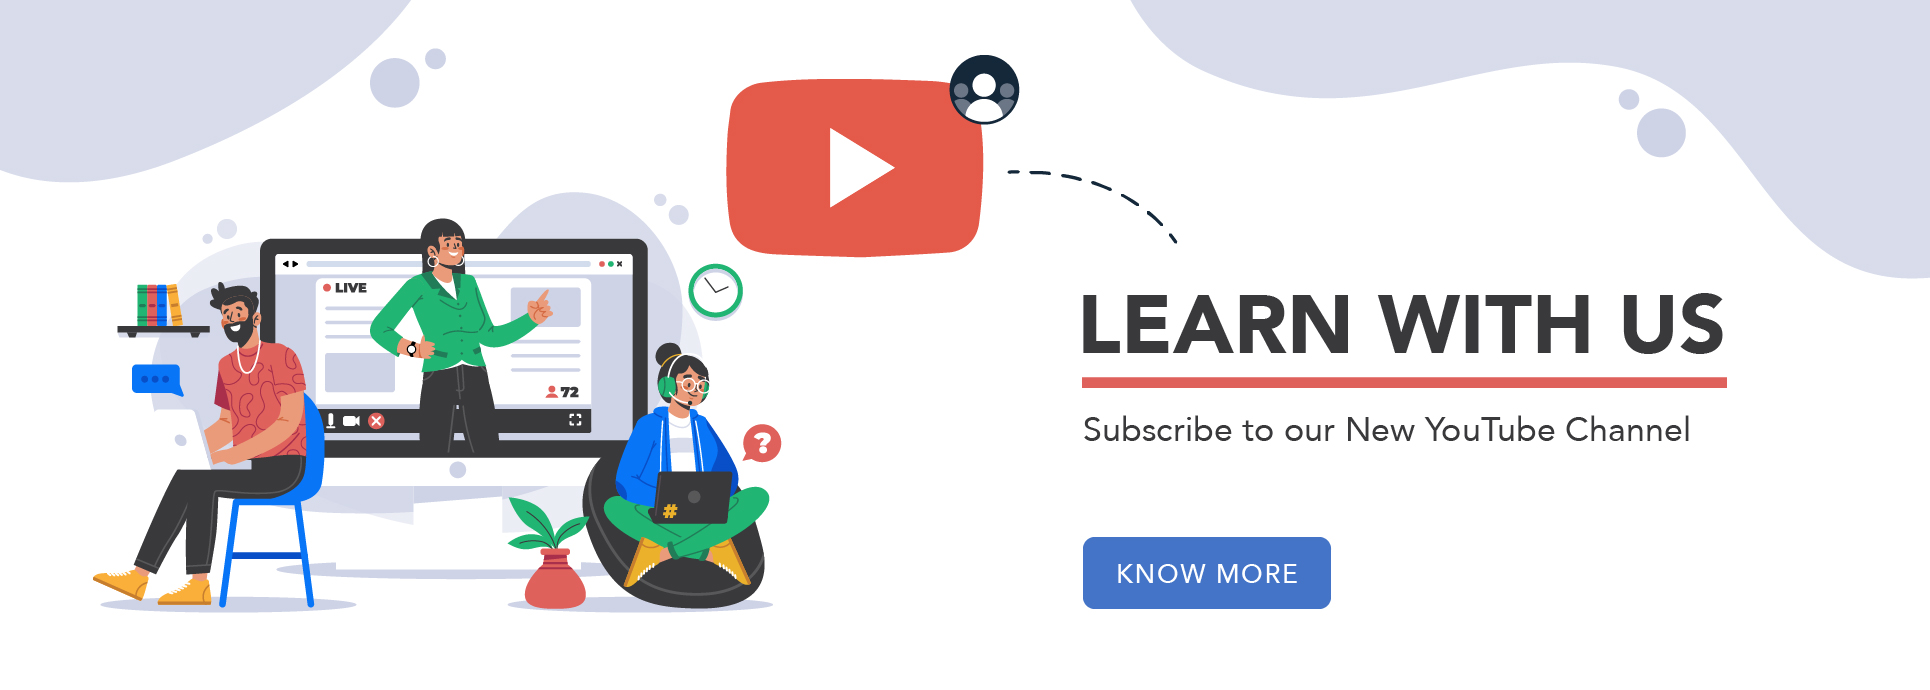 LIVE
72
?
#
LEARN WITH US
Subscribe to our New YouTube Channel
KNOW MORE